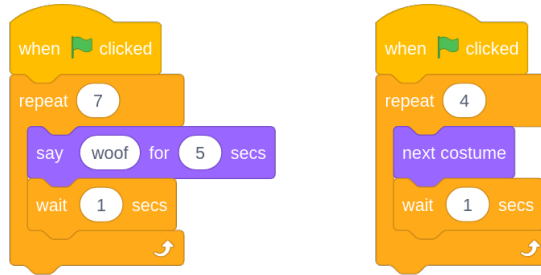 when clicked
repeat 7
say woof for 5 secs
wait 1 secs
when clicked
repeat 4
next costume
wait 1 secs